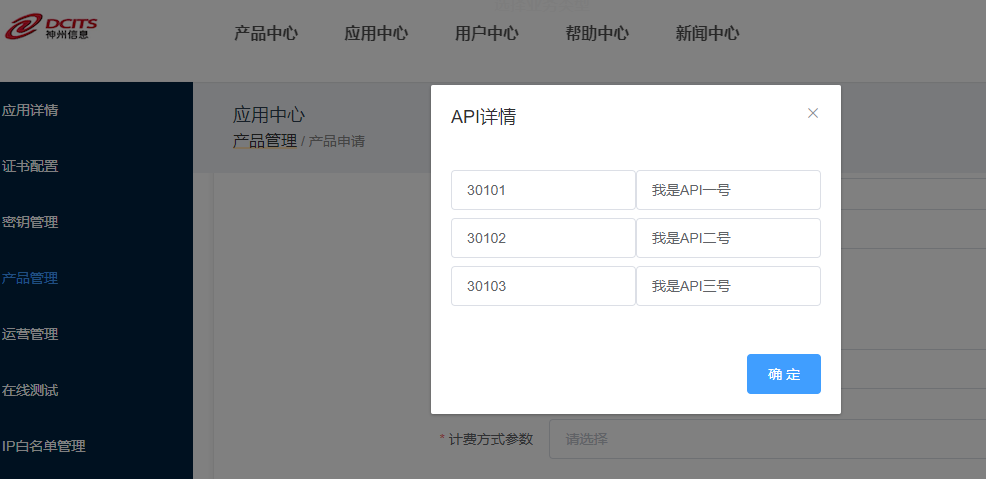 DCITS
神州信息
产品中心 应用中心 用户中心 帮助中心 新闻中心
应用详情
证书配置
密钥管理
产品管理
运营管理
在线测试
IP白名单管理
应用中心
产品管理 / 产品申请
API详情
30101 我是API一号
30102 我是API二号
30103 我是API三号
确 定
* 计费方式参数 请选择